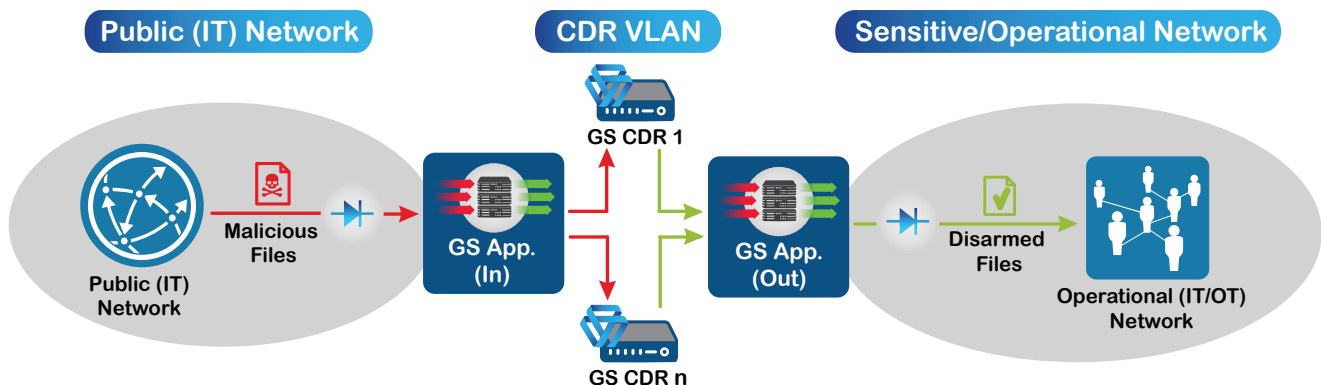 Public (IT) Network
CDR VLAN
Sensitive/Operational Network
GS CDR 1
Malicious
Files
GS App.
(In)
GS App.
(Out)
Disarmed
Files
Public (IT)
Network
Operational (IT/OT)
Network
GS CDR n